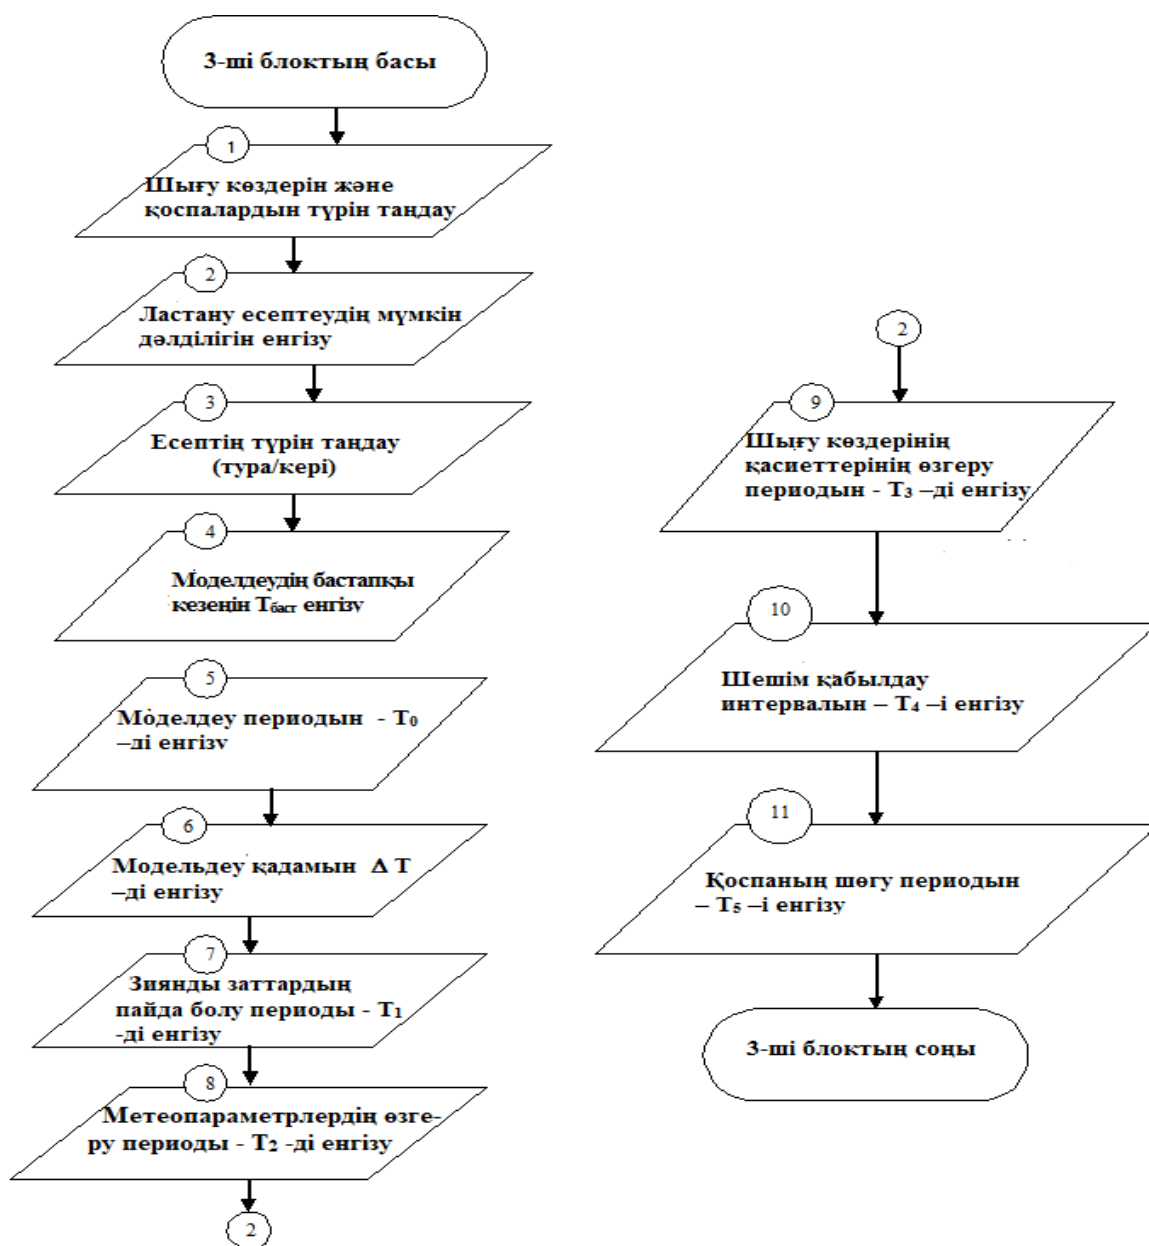 3-ші блоктың басы
1
Шығу көздерін және
қоспалардын түрін таңдау
2
Ластану есептеудің мүмкін
дәлділігін енгізу
3
Есептің түрін таңдау
(тура/кері)
4
Моделдеудің бастапқы
кезеңін Тбаст енгізу
5
Моделдеу периодын - Т0
–ді енгізу
6
Модельдеу қадамын Δ Т
–ді енгізу
7
Зиянды заттардың
пайда болу периоды - Т1
-ді енгізу
8
Метеопараметрлердің өзге-
ру периоды - Т2 -ді енгізу
2
2
9
Шығу көздерінің
қасиеттерінің өзгеру
периодын - Т3 –ді енгізу
10
Шешім қабылдау
интервалын – Т4 –і енгізу
11
Қоспаның шөгу периодын
– Т5 –і енгізу
3-ші блоктың соңы